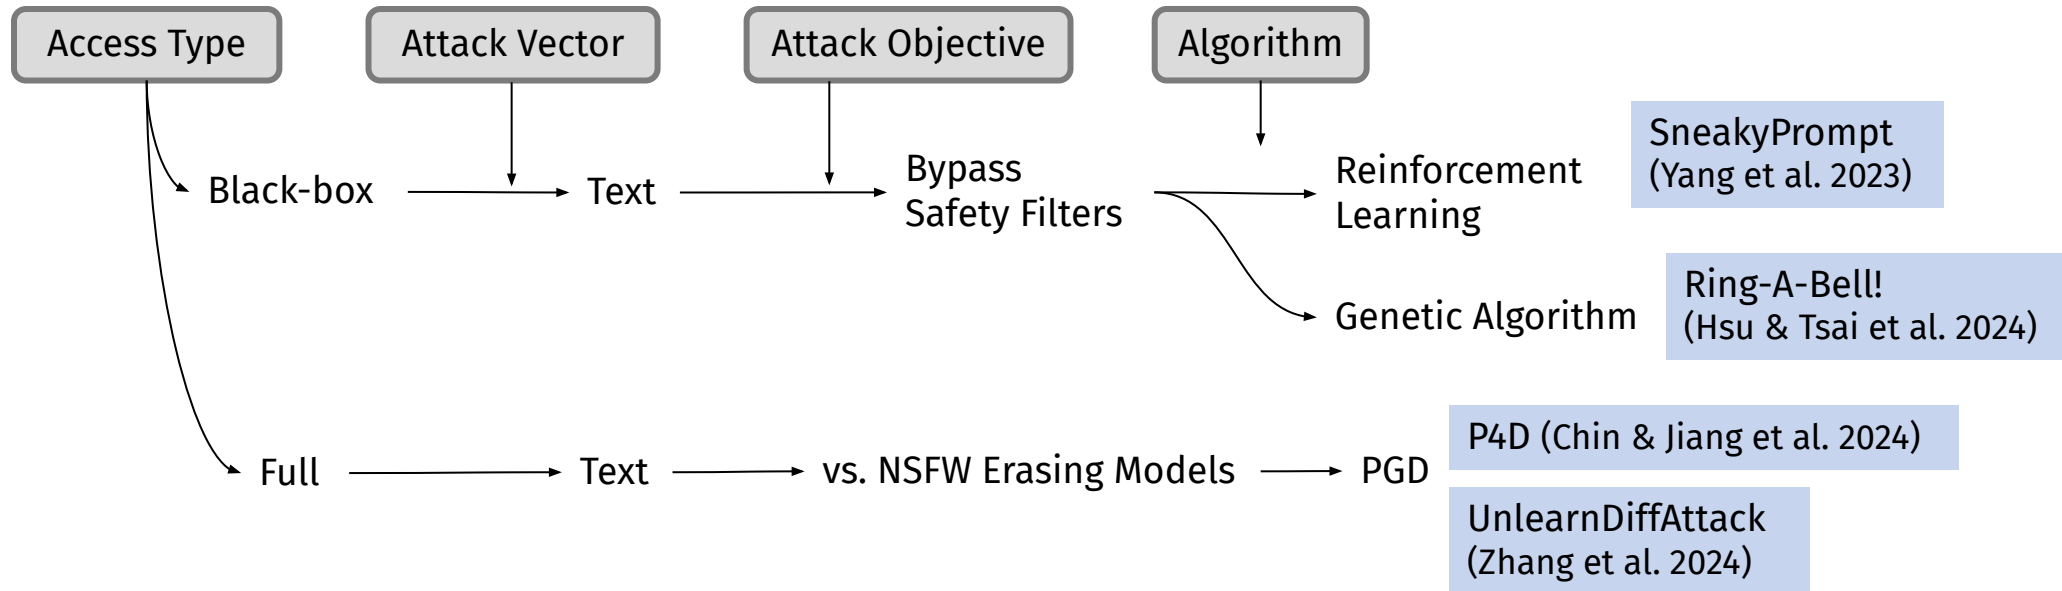 Access Type
Attack Vector
Attack Objective
Algorithm
Black-box
Text
Bypass
Safety Filters
Reinforcement
Learning
SneakyPrompt
(Yang et al. 2023)
Genetic Algorithm
Ring-A-Bell!
(Hsu & Tsai et al. 2024)
Full
Text
vs. NSFW Erasing Models
PGD
P4D (Chin & Jiang et al. 2024)
UnlearnDiffAttack
(Zhang et al. 2024)